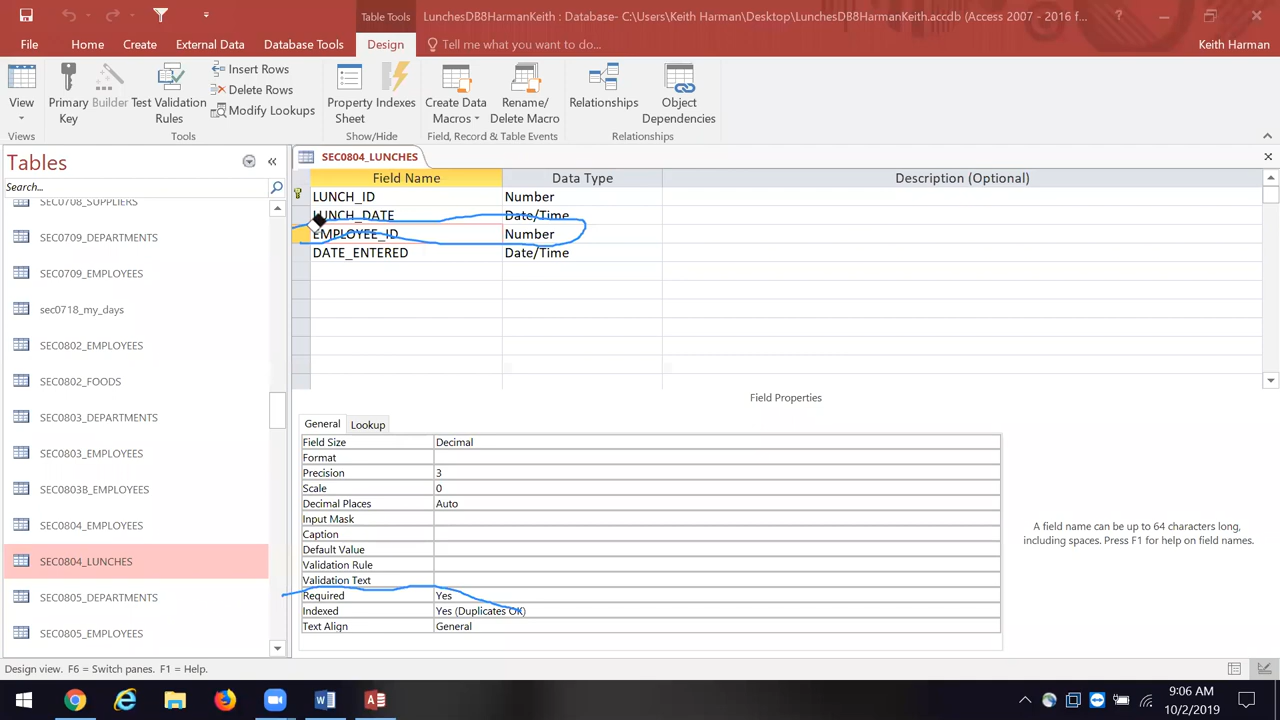 Table Tools
LunchesDB8HarmanKeith : Database- C:\Users\Keith Harman\Desktop\LunchesDB8HarmanKeith.accdb (Access 2007 - 2016 f...
File Home Create External Data Database Tools Design Tell me what you want to do... Keith Harman
View
Primary Key
Builder
Test Validation Rules
Insert Rows
Delete Rows
Modify Lookups
Property Sheet
Indexes
Create Data Macros
Rename/ Delete Macro
Relationships
Object Dependencies
Views Tools Show/Hide Field, Record & Table Events Relationships
Tables
Search...
SEC0708_SUPPLIERS
SEC0709_DEPARTMENTS
SEC0709_EMPLOYEES
sec0718_my_days
SEC0802_EMPLOYEES
SEC0802_FOODS
SEC0803_DEPARTMENTS
SEC0803_EMPLOYEES
SEC0803B_EMPLOYEES
SEC0804_EMPLOYEES
SEC0804_LUNCHES
SEC0805_DEPARTMENTS
SEC0805_EMPLOYEES
SEC0804_LUNCHES
Field Name Data Type Description (Optional)
LUNCH_ID Number
LUNCH_DATE Date/Time
EMPLOYEE_ID Number
DATE_ENTERED Date/Time
Field Properties
General Lookup
Field Size Decimal
Format
Precision 3
Scale 0
Decimal Places Auto
Input Mask
Caption
Default Value
Validation Rule
Validation Text
Required Yes
Indexed Yes (Duplicates OK)
Text Align General
A field name can be up to 64 characters long,
including spaces. Press F1 for help on field names.
Design view. F6 = Switch panes. F1 = Help.
9:06 AM
10/2/2019